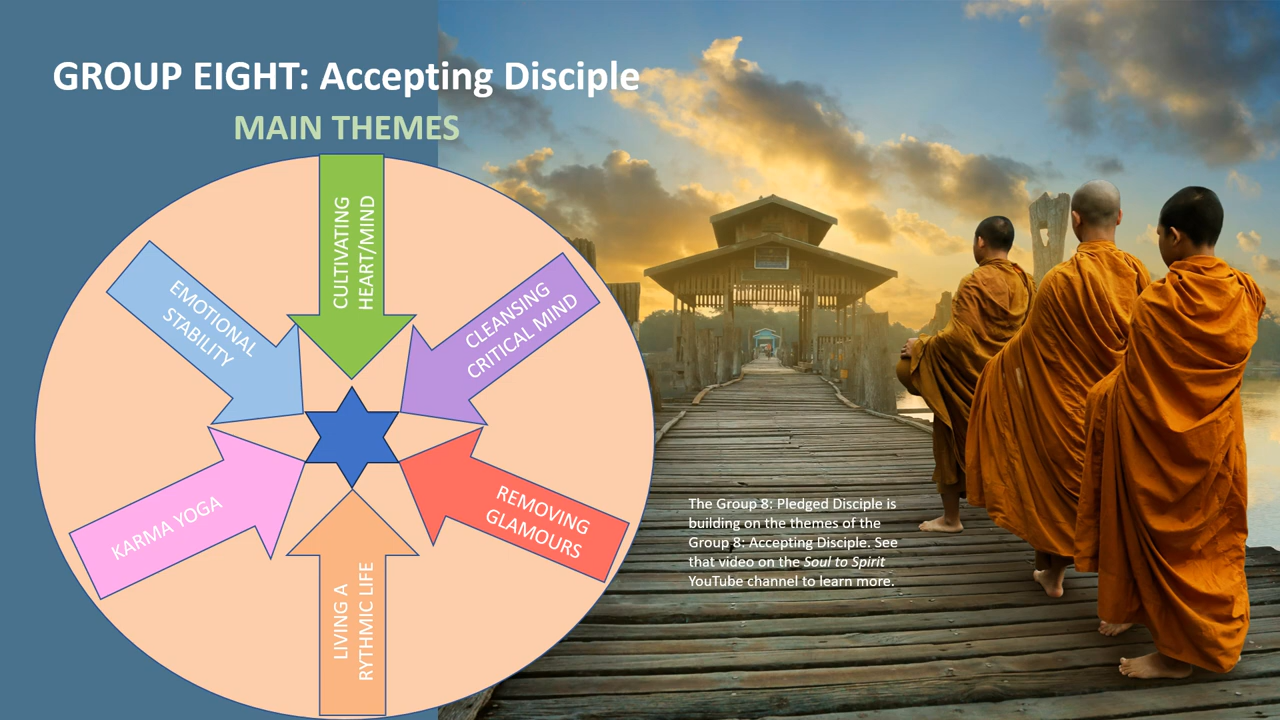 GROUP EIGHT: Accepting Disciple
MAIN THEMES
CULTIVATING
HEART/MIND
EMOTIONAL
STABILITY
CLEANSING
CRITICAL MIND
KARMA YOGA
REMOVING
GLAMOURS
LIVING A
RYTHMIC LIFE
The Group 8: Pledged Disciple is
building on the themes of the
Group 8: Accepting Disciple. See
that video on the Soul to Spirit
YouTube channel to learn more.